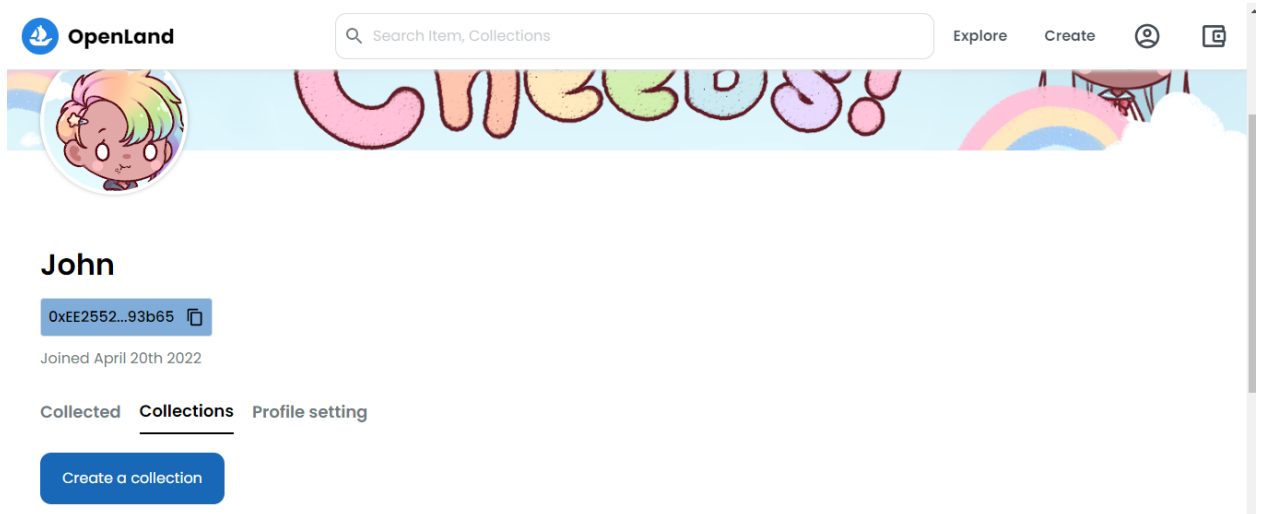 OpenLand
Search Item, Collections
Explore
Create
CHEEBS!
John
0xEE2552...93b65
Joined April 20th 2022
Collected
Collections
Profile setting
Create a collection